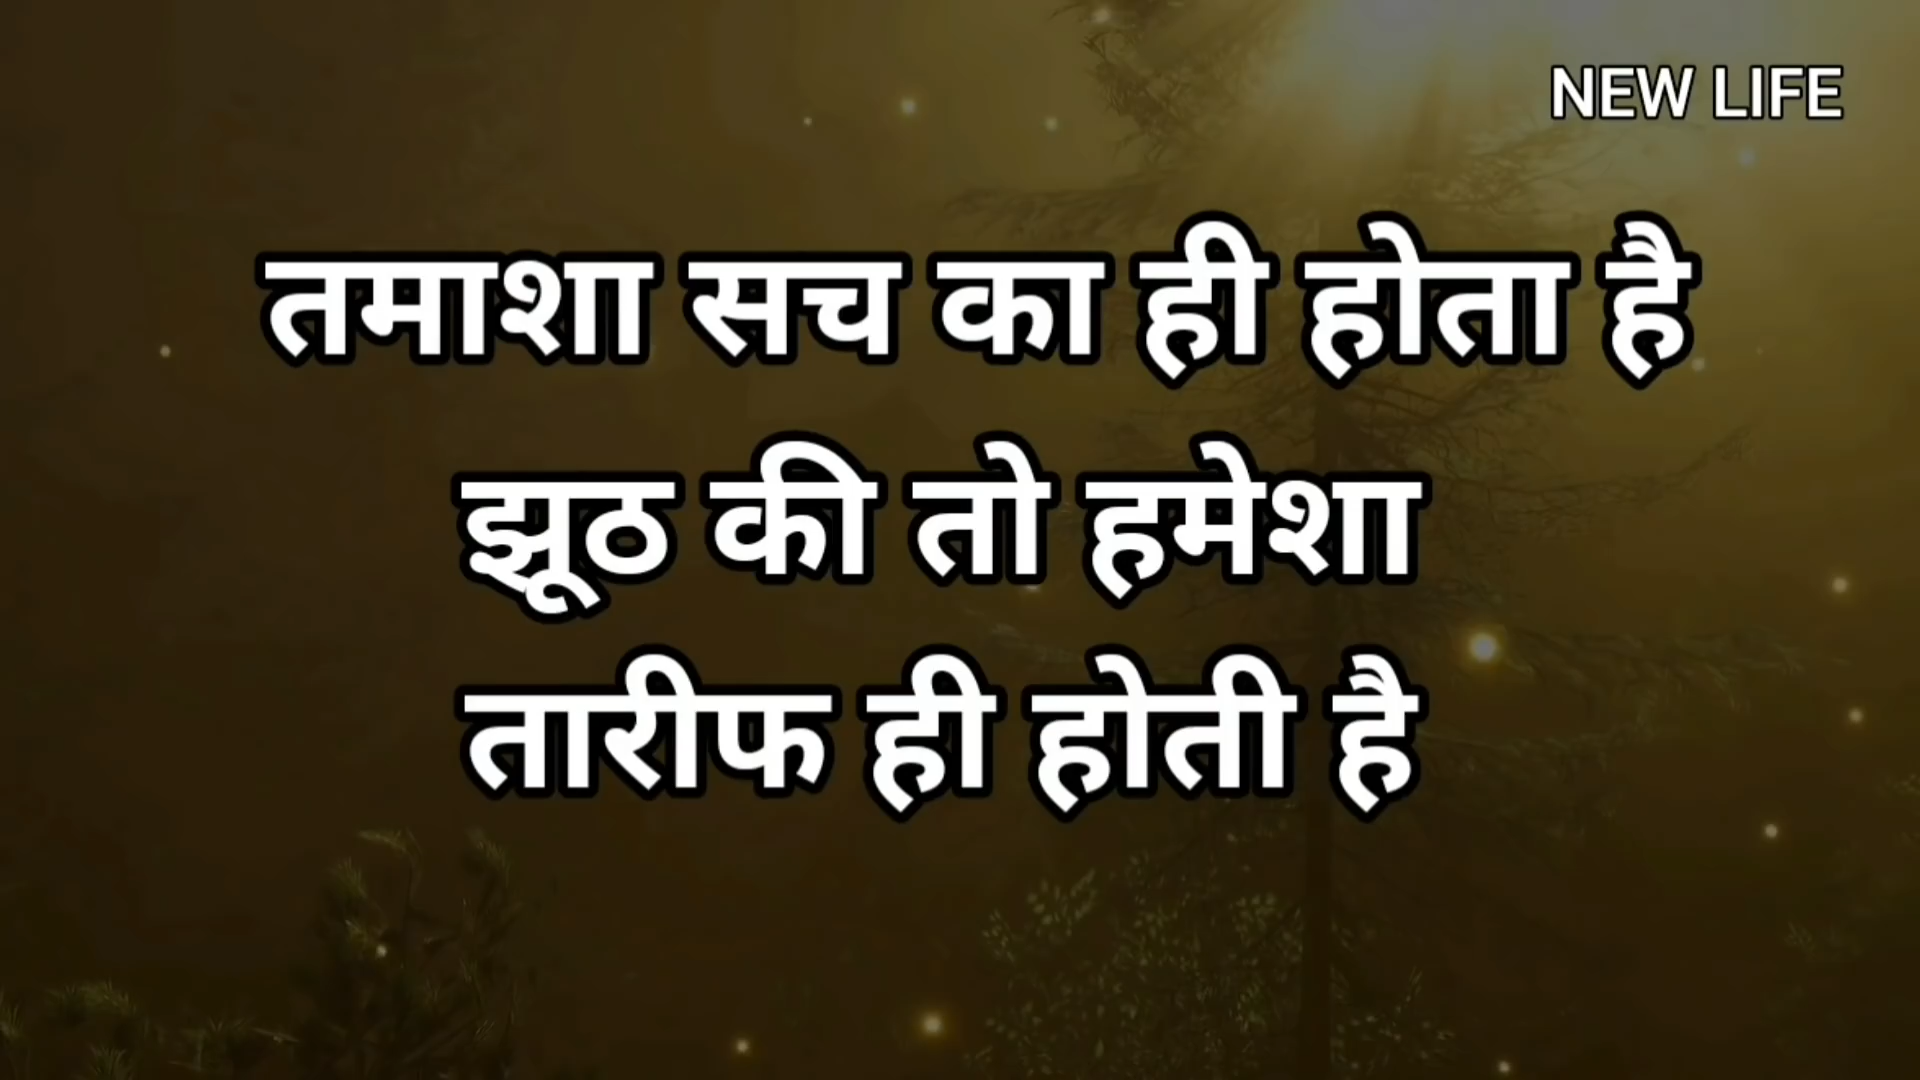 NEW LIFE
तमाशा सच का ही होता है
झूठ की तो हमेशा
तारीफ ही होती है